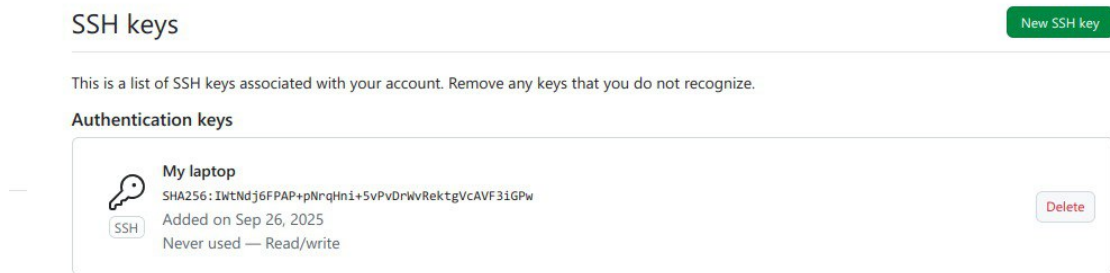 SSH keys
New SSH key
This is a list of SSH keys associated with your account. Remove any keys that you do not recognize.
Authentication keys
My laptop
SHA256:IWtNdj6FPAP+pNrqHni+5vPvDrWvRektgVcAVF3iGPw
SSH
Added on Sep 26, 2025
Never used — Read/write
Delete